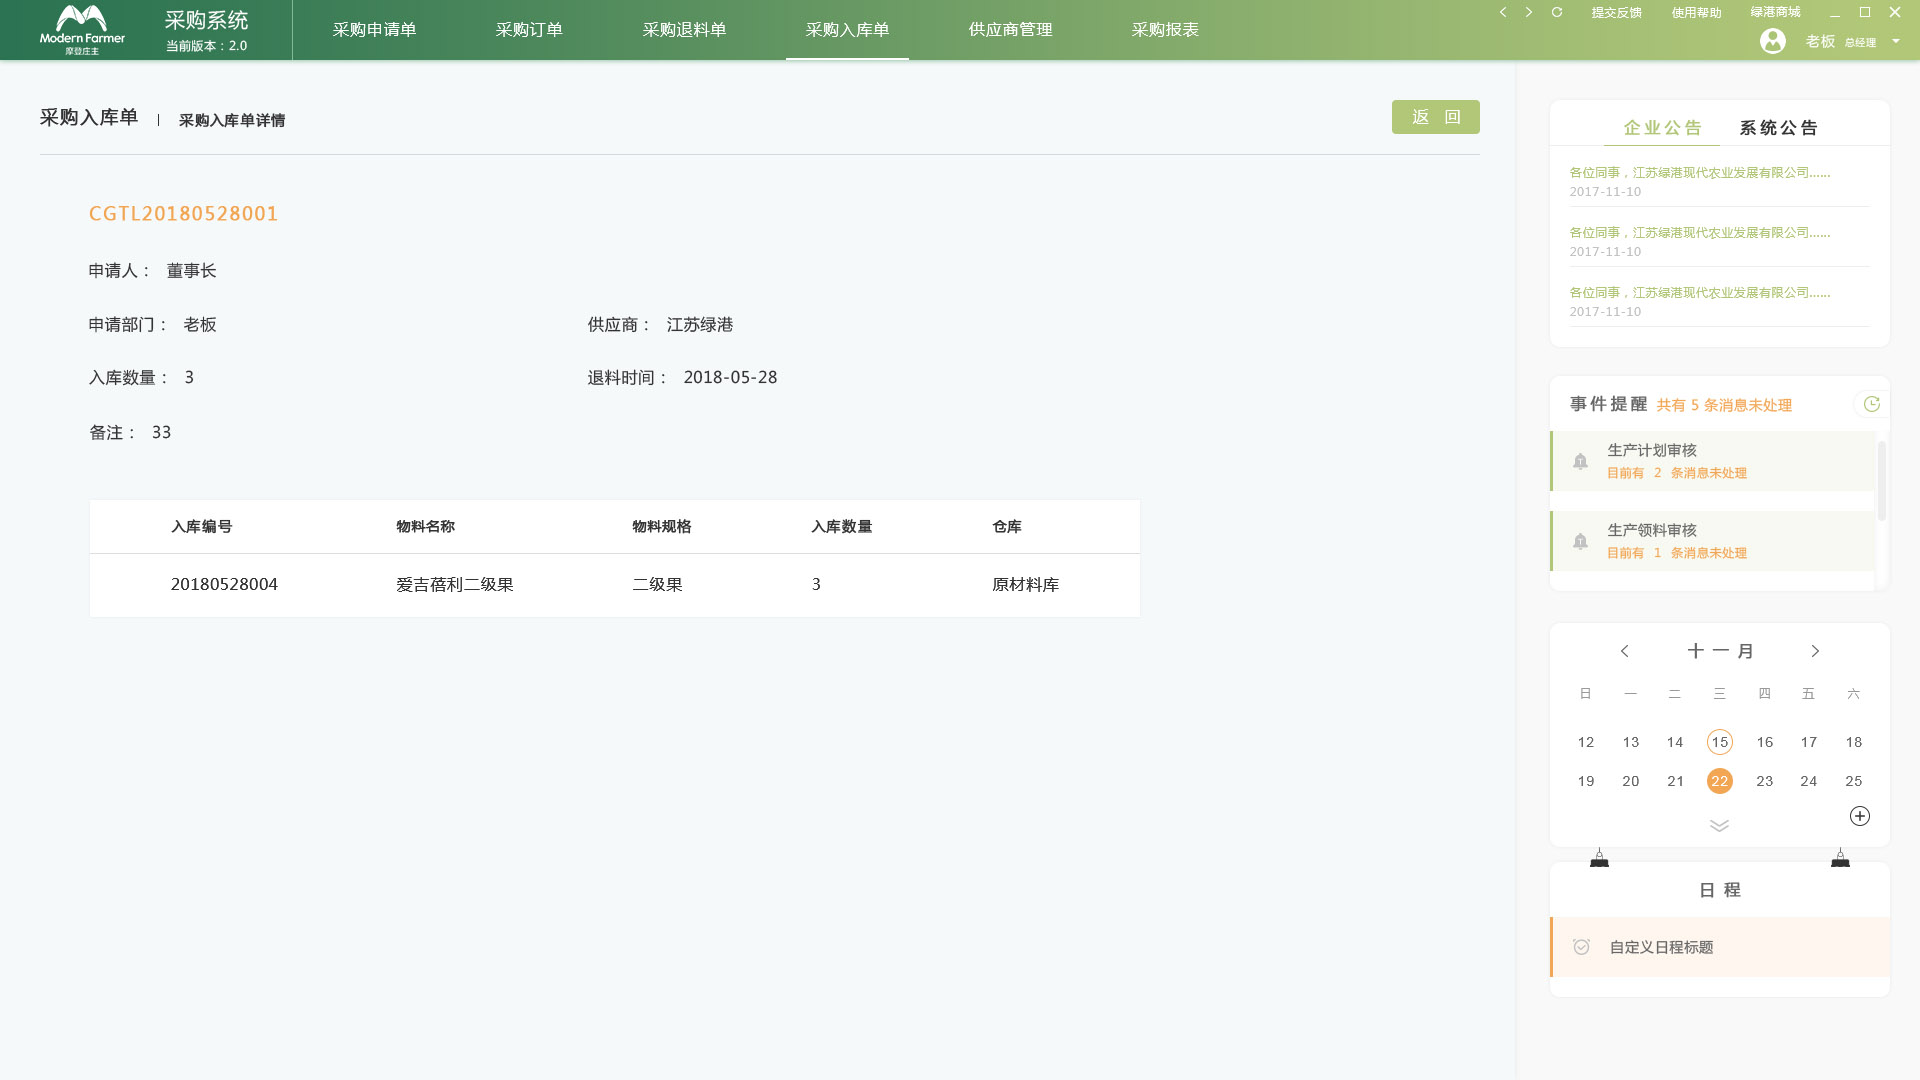 Modern Farmer
摩登庄主
采购系统
当前版本：2.0
采购申请单
采购订单
采购退料单
采购入库单
供应商管理
采购报表
提交反馈
使用帮助
绿港商城
老板 总经理
采购入库单 | 采购入库单详情
返 回
CGTL20180528001
申请人： 董事长
申请部门： 老板
供应商： 江苏绿港
入库数量： 3
退料时间： 2018-05-28
备注： 33
入库编号 物料名称 物料规格 入库数量 仓库
20180528004 爱吉蓓利二级果 二级果 3 原材料库
企业公告 系统公告
各位同事，江苏绿港现代农业发展有限公司......
2017-11-10
各位同事，江苏绿港现代农业发展有限公司......
2017-11-10
各位同事，江苏绿港现代农业发展有限公司......
2017-11-10
事件提醒 共有 5 条消息未处理
生产计划审核
目前有 2 条消息未处理
生产领料审核
目前有 1 条消息未处理
十一月
日 一 二 三 四 五 六
12 13 14 15 16 17 18
19 20 21 22 23 24 25
日 程
自定义日程标题